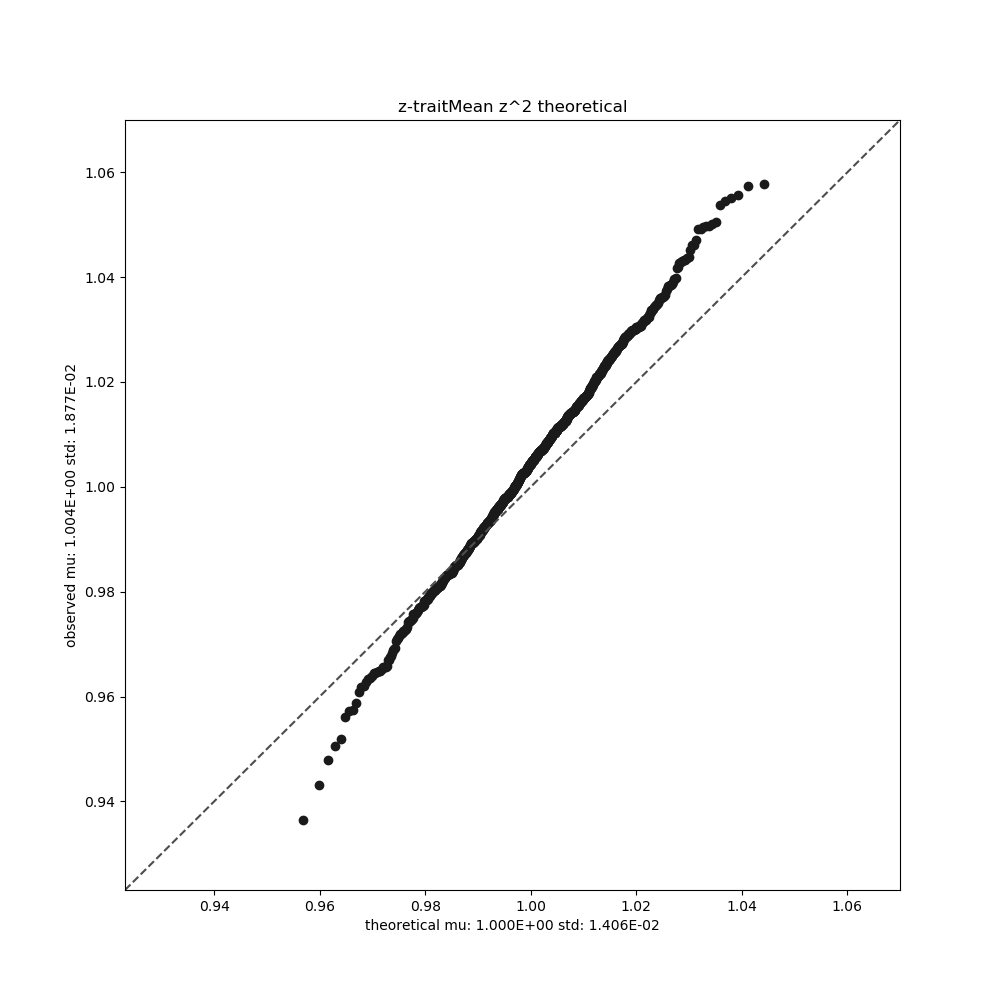 z-traitMean z^2 theoretical
1.06
1.04
1.02
1.00
0.98
0.96
0.94
observed mu: 1.004E+00 std: 1.877E-02
0.94 0.96 0.98 1.00 1.02 1.04 1.06
theoretical mu: 1.000E+00 std: 1.406E-02